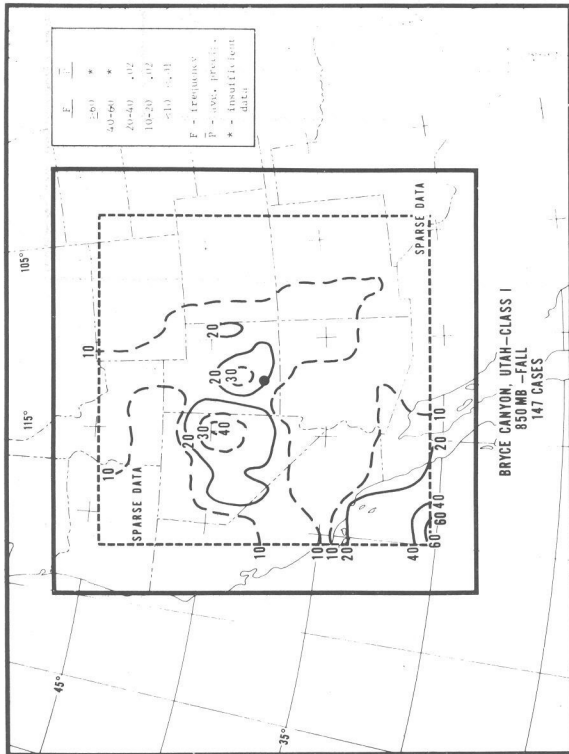 115°
105°
45°
35°
F P̄
≥60 *
40-60 *
20-40 .02
10-20 .02
<10 <.01
F - frequency
P̄ - ave. precip.
* - insufficient
data
SPARSE DATA
SPARSE DATA
10
10
20
30
40
20
30
20
10
10
10
20
40
60
60
40
20
10
BRYCE CANYON, UTAH-CLASS I
850 MB -FALL
147 CASES